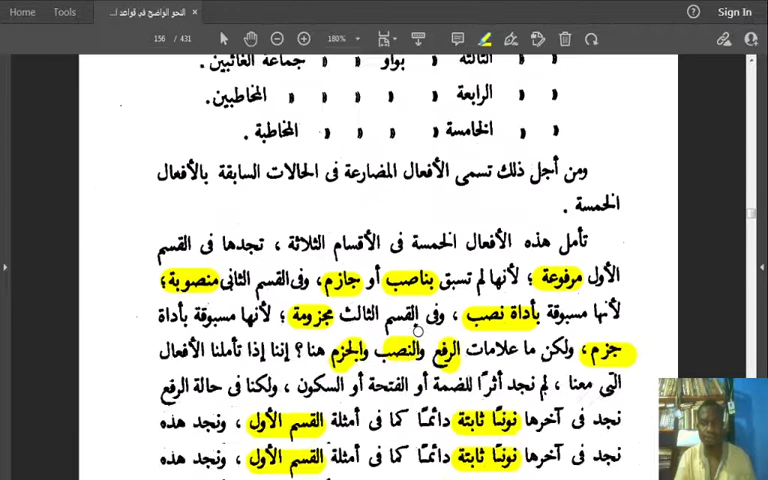 Home Tools النحو الواضح في قواعد ا... × Sign In
156 / 431 180%
« « الثالثة « بواو « « جماعة الغائبين .
« « الرابعة « « « « المخاطبين .
« « الخامسة « « « « المخاطبة .
ومن أجل ذلك تسمى الأفعال المضارعة فى الحالات السابقة بالأفعال
الخمسة .
تأمل هذه الأفعال الخمسة فى الأقسام الثلاثة ، تجدها فى القسم
الأول مرفوعة ؛ لأنها لم تسبق بناصب أو جازم ، وفى القسم الثانى منصوبة ؛
لأنها مسبوقة بأداة نصب ، وفى القسم الثالث مجزومة ؛ لأنها مسبوقة بأداة
جزم ، ولكن ما علامات الرفع والنصب والجزم هنا ؟ إننا إذا تأملنا الأفعال
التى معنا ، لم نجد أثرًا للضمة أو الفتحة أو السكون ، ولكنا فى حالة الرفع
نجد فى آخرها نونًا ثابتة دائمًا كما فى أمثلة القسم الأول ، ونجد هذه
نجد فى آخرها نونًا ثابتة دائمًا كما فى أمثلة القسم الأول ، ونجد هذه